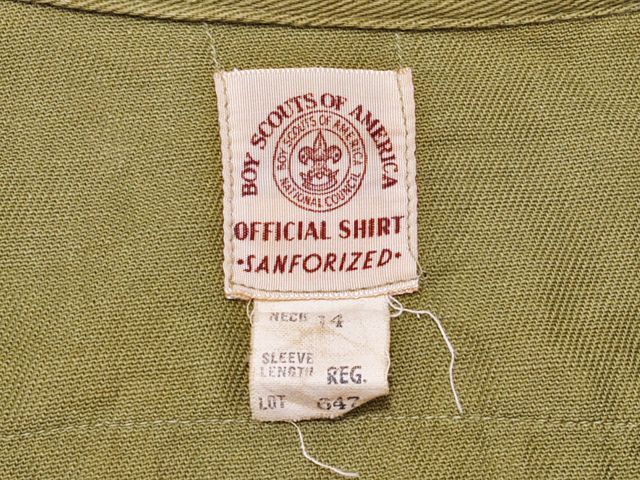 BOY SCOUTS OF AMERICA
BOY SCOUTS OF AMERICA
NATIONAL COUNCIL
OFFICIAL SHIRT
·SANFORIZED·
NECK 14
SLEEVE
LENGTH REG.
LOT 647